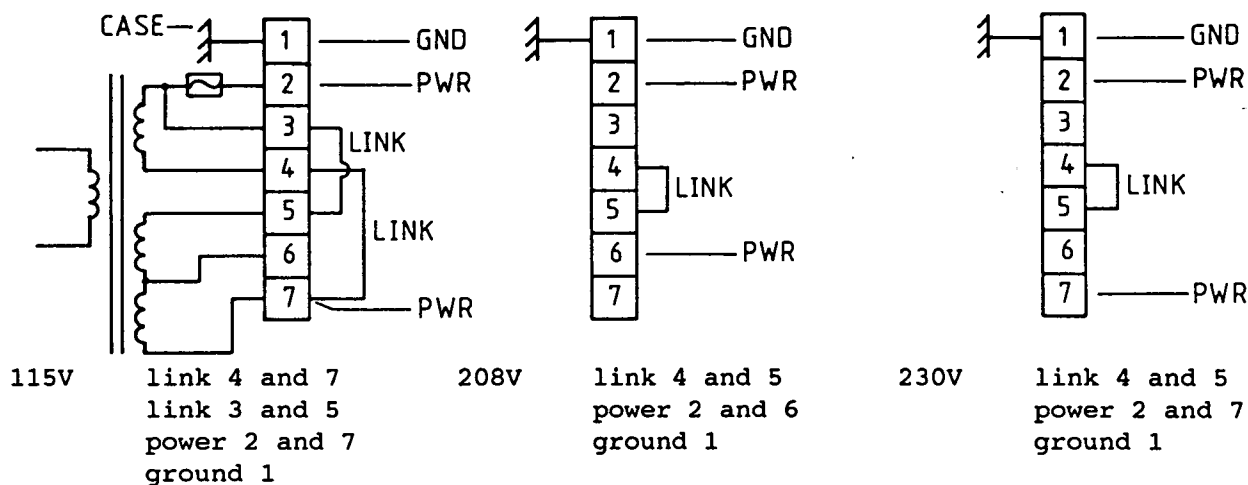 CASE
1 GND
2 PWR
3
LINK
4
5
LINK
6
7
PWR
1 GND
2 PWR
3
4
LINK
5
6 PWR
7
1 GND
2 PWR
3
4
LINK
5
6
7 PWR
115V link 4 and 7
link 3 and 5
power 2 and 7
ground 1
208V link 4 and 5
power 2 and 6
ground 1
230V link 4 and 5
power 2 and 7
ground 1